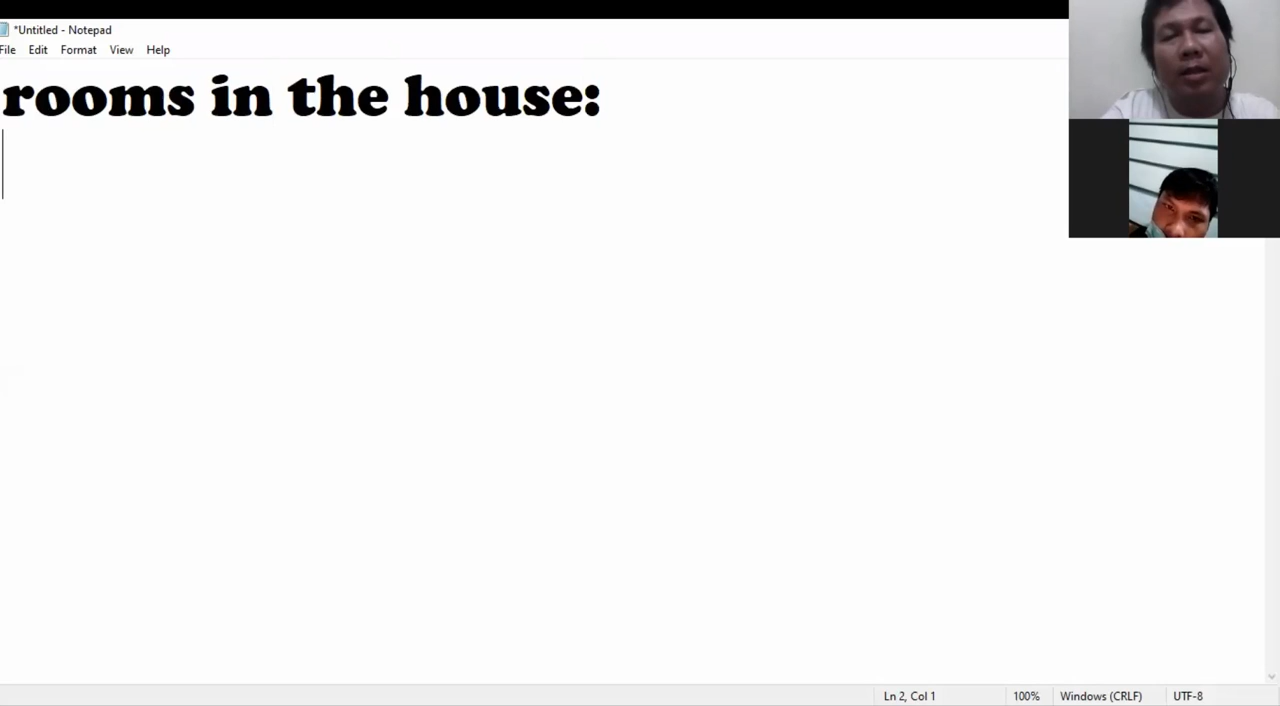 *Untitled - Notepad
File Edit Format View Help
rooms in the house:
Ln 2, Col 1 100% Windows (CRLF) UTF-8